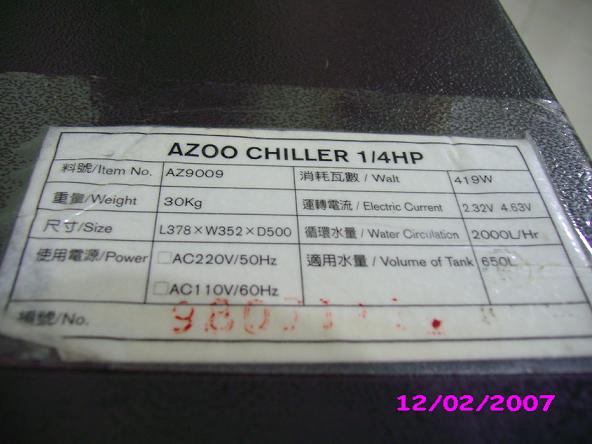 AZOO CHILLER 1/4HP
料號/Item No. AZ9009 消耗瓦數 / Walt 419W
重量/Weight 30Kg 運轉電流 / Electric Current 2.32V 4.63V
尺寸/Size L378×W352×D500 循環水量 / Water Circulation 2000L/Hr
使用電源/Power □AC220V/50Hz 適用水量 / Volume of Tank 650L
□AC110V/60Hz
編號/No.
12/02/2007